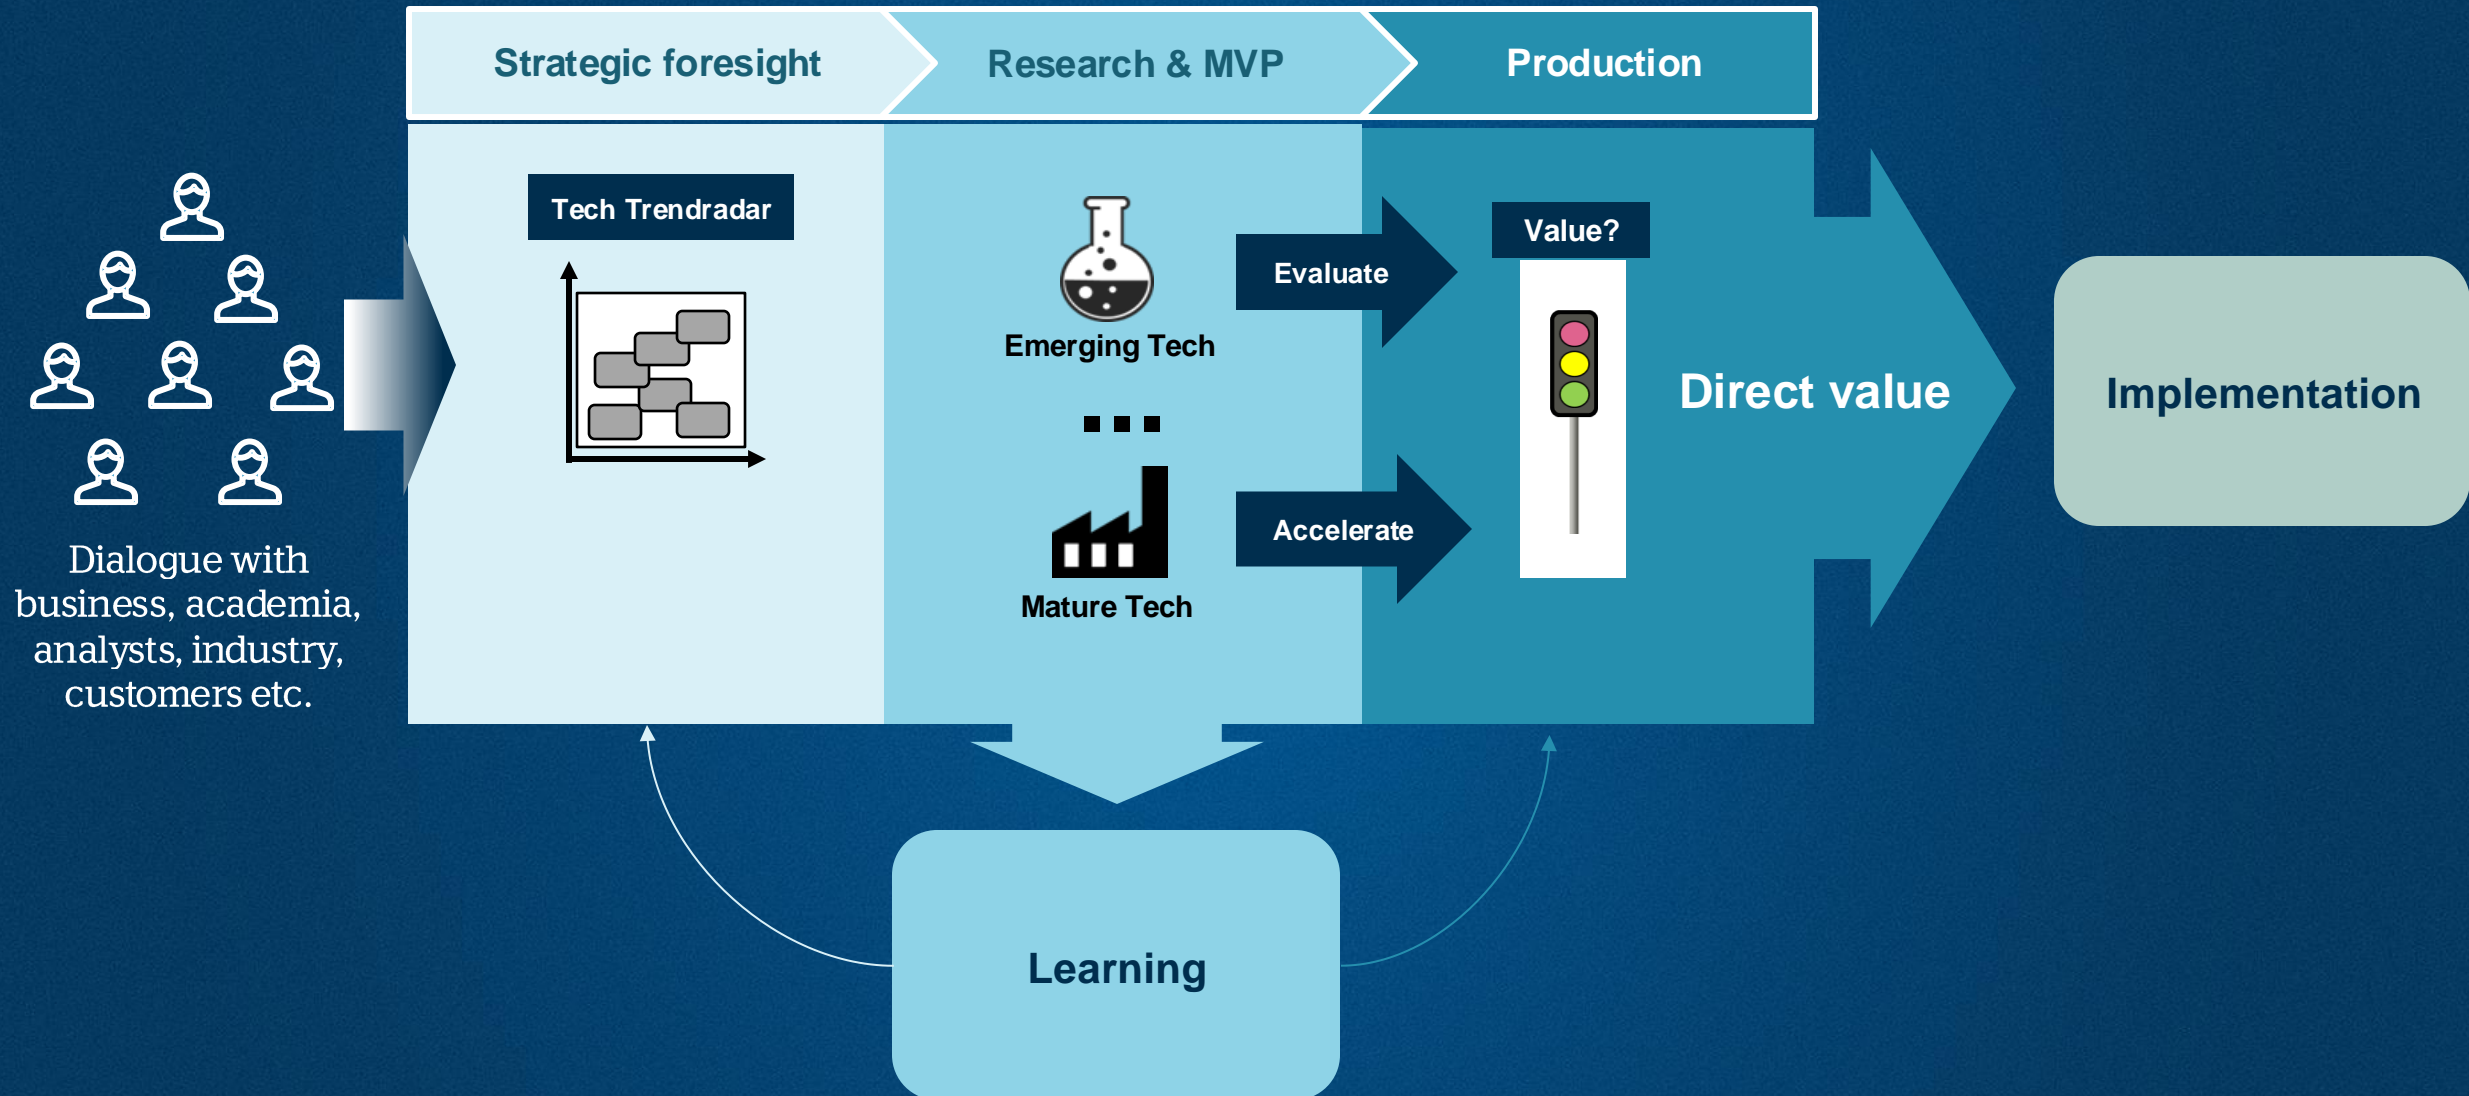 Strategic foresight
Research & MVP
Production
Tech Trendradar
Value?
Evaluate
Emerging Tech
Direct value
Implementation
...
Accelerate
Mature Tech
Dialogue with
business, academia,
analysts, industry,
customers etc.
Learning